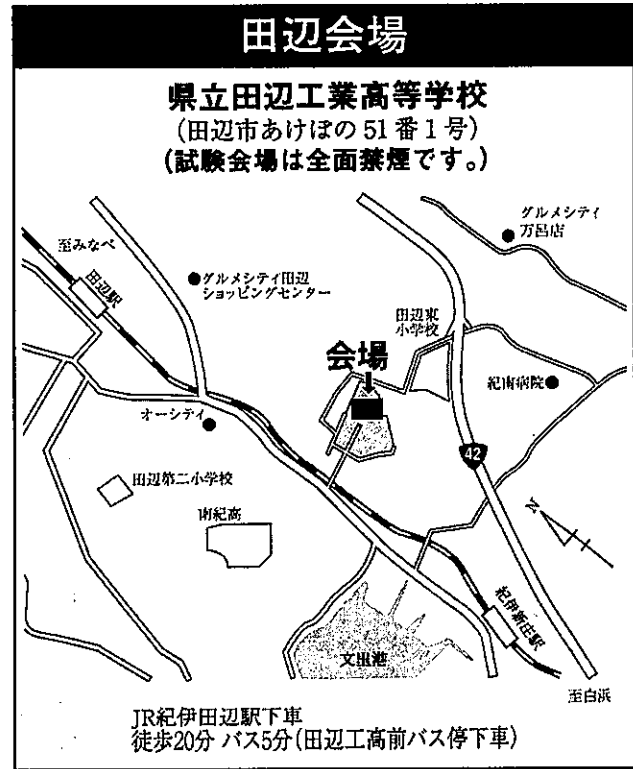 田辺会場
県立田辺工業高等学校
(田辺市あけぼの51番1号)
(試験会場は全面禁煙です。)
グルメシティ
万呂店
至みなべ
田辺駅
グルメシティ田辺
ショッピングセンター
田辺東
小学校
会場
紀南病院
オーシティ
42
田辺第二小学校
南紀高
N
紀伊新庄駅
文里港
至白浜
JR紀伊田辺駅下車
徒歩20分 バス5分(田辺工高前バス停下車)